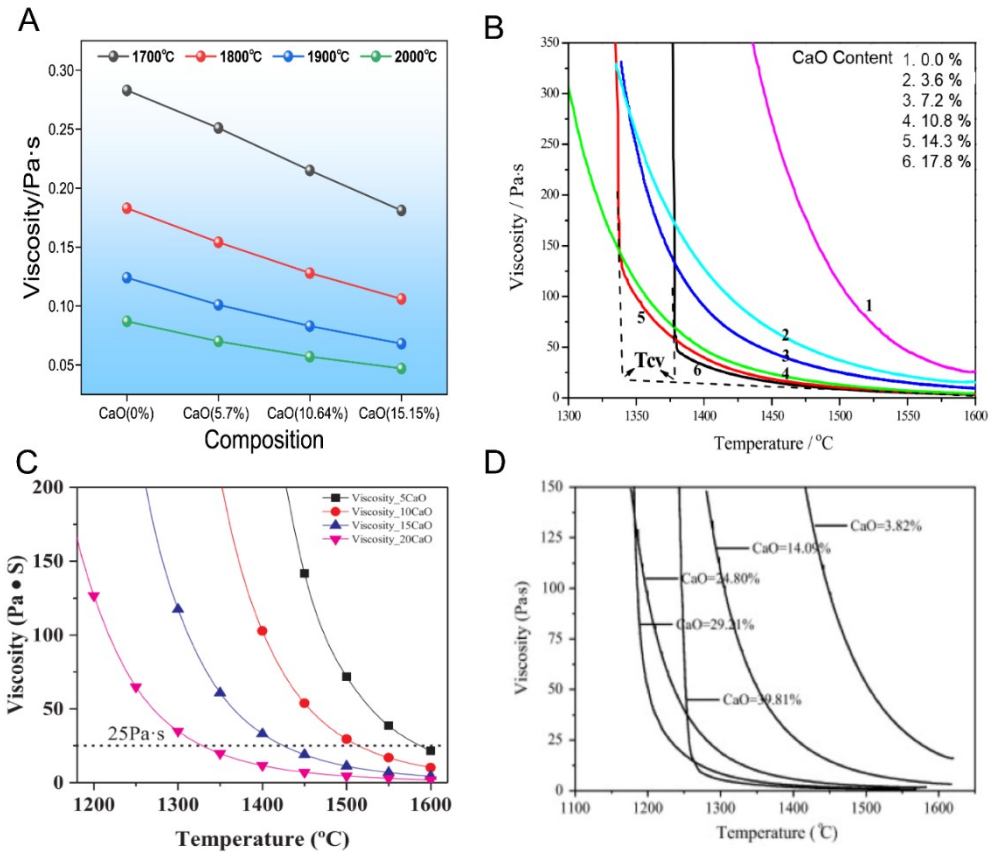 A
1700℃ 1800℃ 1900℃ 2000℃
0.30
0.25
0.20
0.15
0.10
0.05
Viscosity/Pa·s
CaO(0%) CaO(5.7%) CaO(10.64%) CaO(15.15%)
Composition
B
CaO Content
1. 0.0 %
2. 3.6 %
3. 7.2 %
4. 10.8 %
5. 14.3 %
6. 17.8 %
350
300
250
200
150
100
50
0
Viscosity / Pa·s
1
2
3
4
5
6
Tcv
1300 1350 1400 1450 1500 1550 1600
Temperature / °C
C
Viscosity_5CaO
Viscosity_10CaO
Viscosity_15CaO
Viscosity_20CaO
200
150
100
50
0
Viscosity (Pa • S)
25Pa·s
1200 1300 1400 1500 1600
Temperature (°C)
D
150
125
100
75
50
25
0
Viscosity (Pa·s)
CaO=3.82%
CaO=14.09%
CaO=24.80%
CaO=29.21%
CaO=39.81%
1100 1200 1300 1400 1500 1600
Temperature (℃)